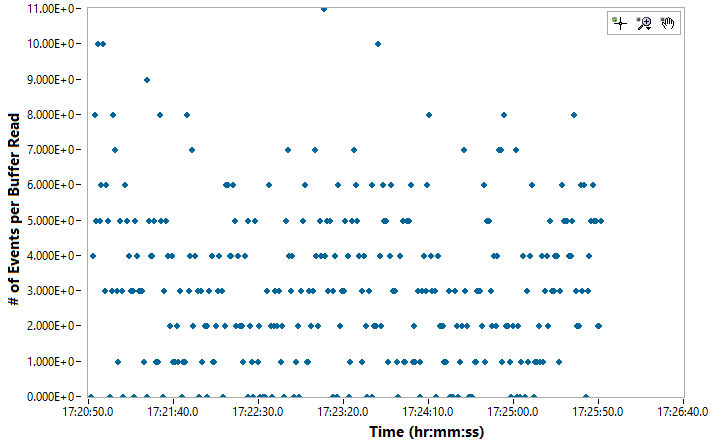 11.00E+0
10.00E+0
9.000E+0
8.000E+0
7.000E+0
6.000E+0
5.000E+0
4.000E+0
3.000E+0
2.000E+0
1.000E+0
0.000E+0
# of Events per Buffer Read
17:20:50.0 17:21:40.0 17:22:30.0 17:23:20.0 17:24:10.0 17:25:00.0 17:25:50.0 17:26:40.0
Time (hr:mm:ss)